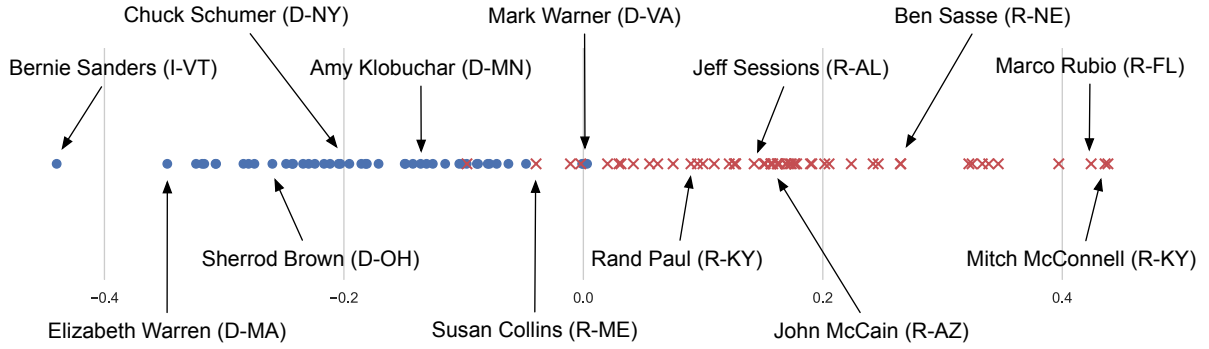 Chuck Schumer (D-NY)
Mark Warner (D-VA)
Ben Sasse (R-NE)
Bernie Sanders (I-VT)
Amy Klobuchar (D-MN)
Jeff Sessions (R-AL)
Marco Rubio (R-FL)
Sherrod Brown (D-OH)
Rand Paul (R-KY)
Mitch McConnell (R-KY)
−0.4
−0.2
0.0
0.2
0.4
Elizabeth Warren (D-MA)
Susan Collins (R-ME)
John McCain (R-AZ)